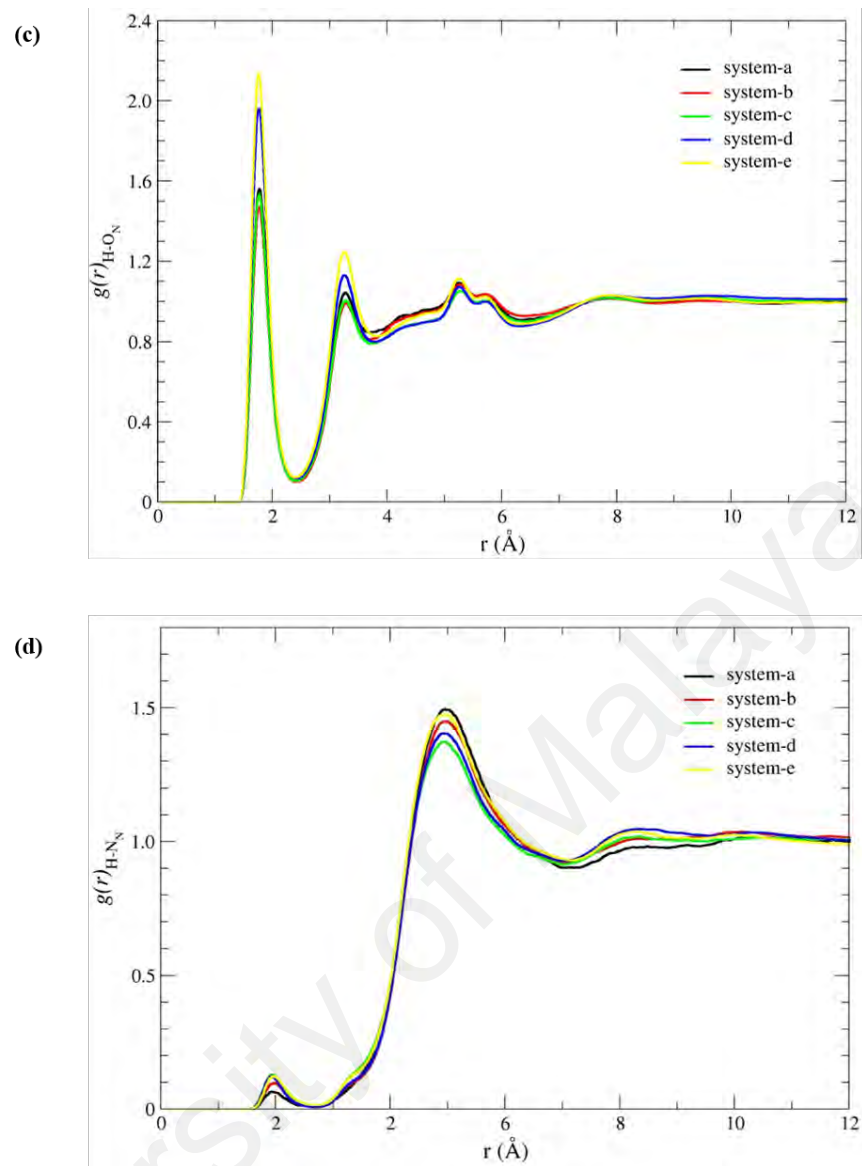 (c)
2.4
2.0
1.6
1.2
0.8
0.4
0
g(r)H-ON
system-a
system-b
system-c
system-d
system-e
0 2 4 6 8 10 12
r (Å)
(d)
1.5
1.0
0.5
0
g(r)H-NN
system-a
system-b
system-c
system-d
system-e
0 2 2 6 8 10 12
r (Å)
University of Malaya